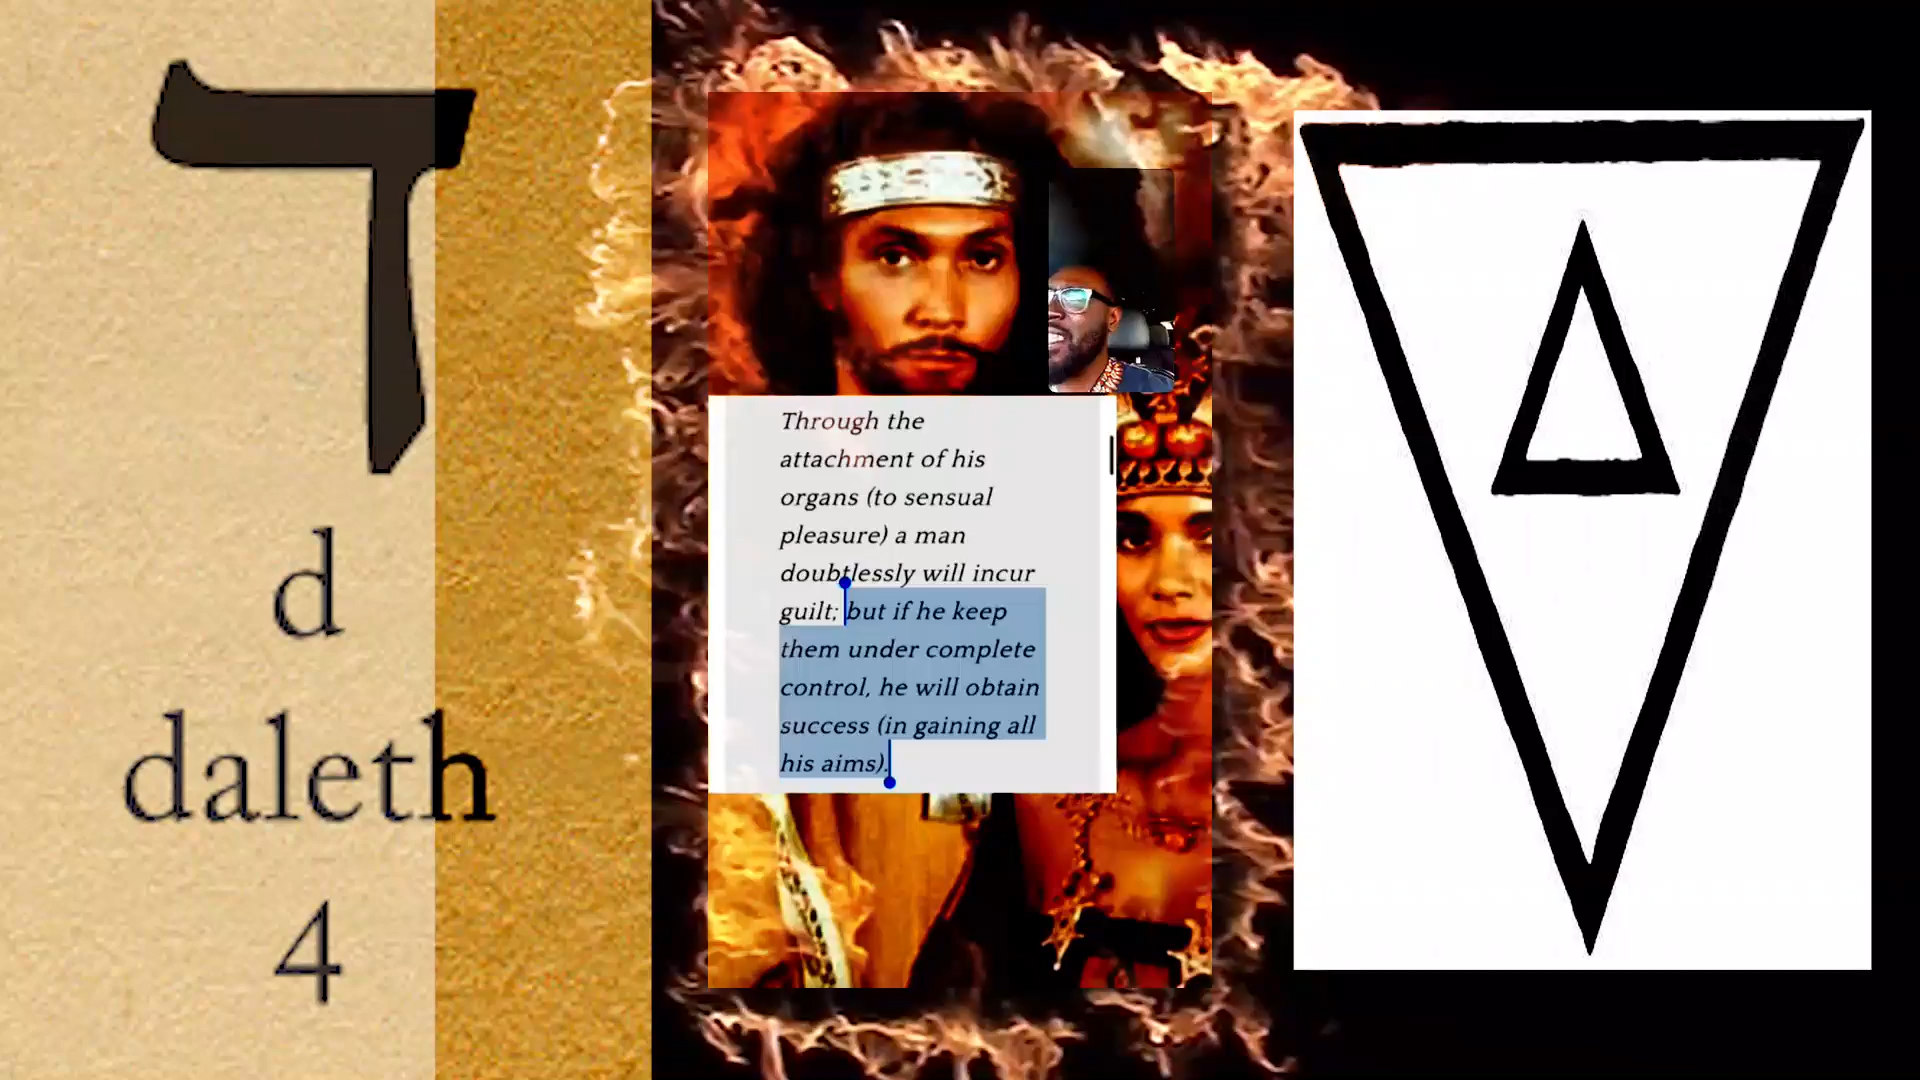 ד
d
daleth
4
Through the
attachment of his
organs (to sensual
pleasure) a man
doubtlessly will incur
guilt; but if he keep
them under complete
control, he will obtain
success (in gaining all
his aims).